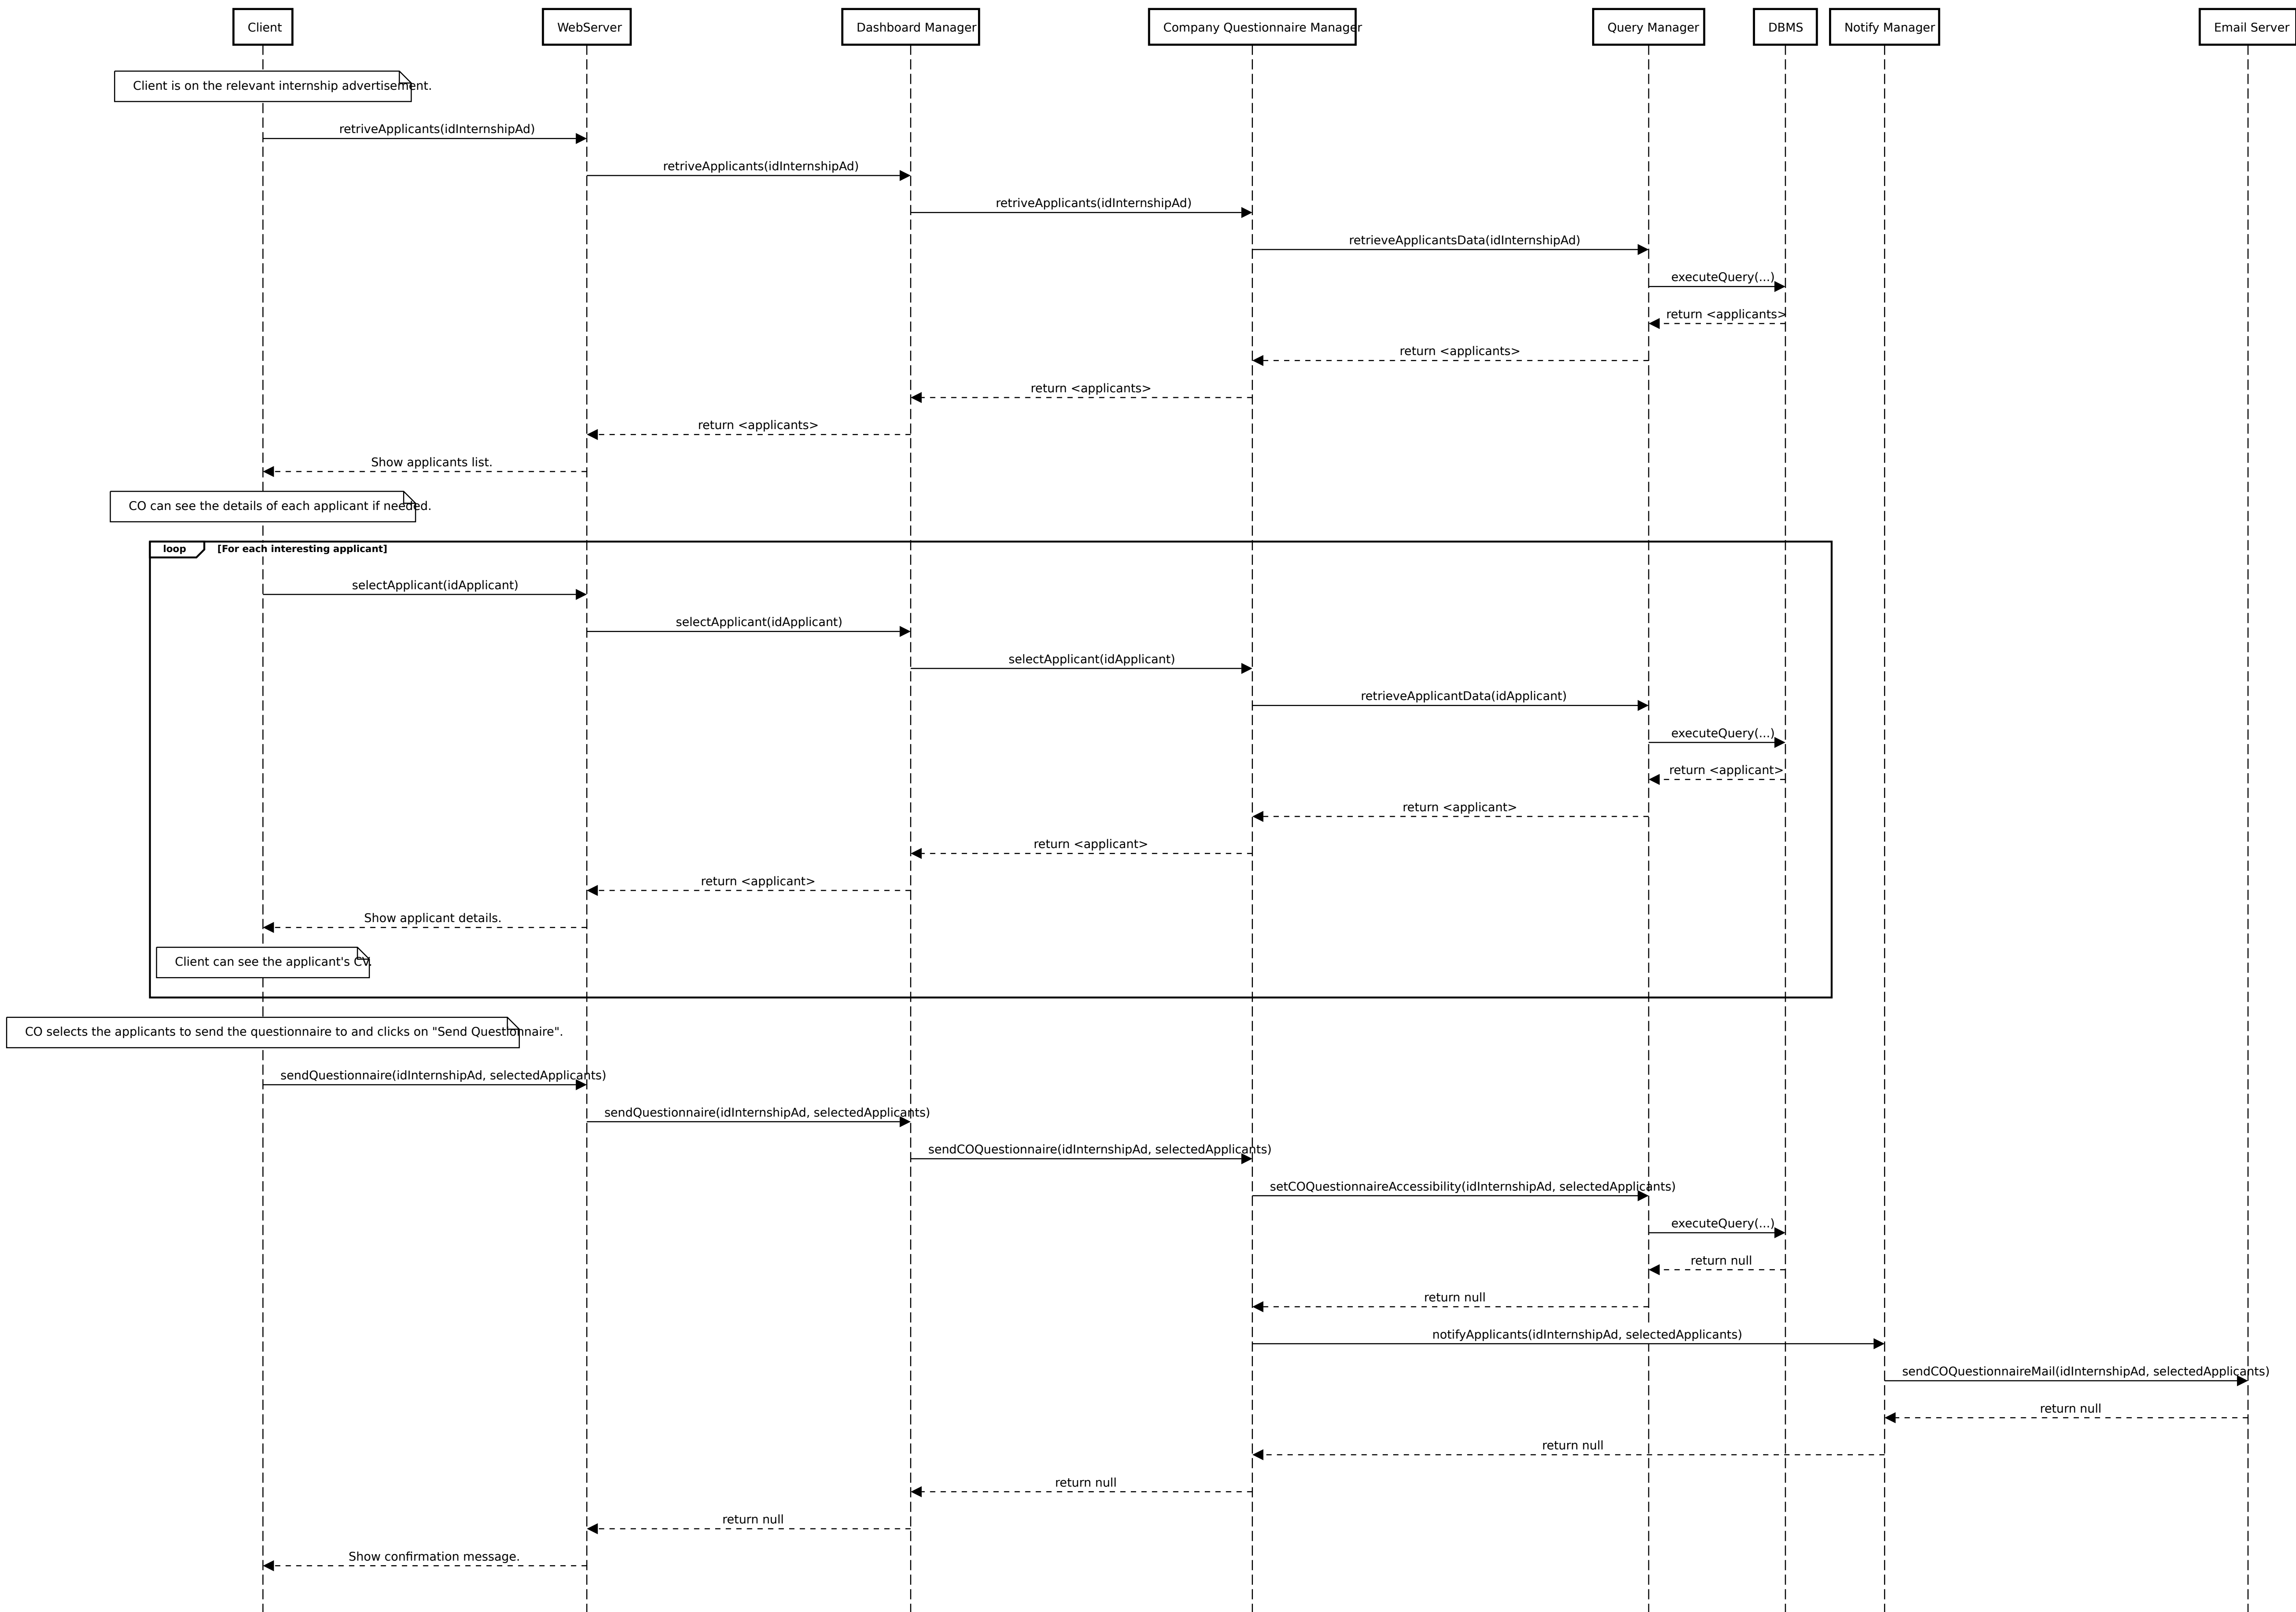 Client
WebServer
Dashboard Manager
Company Questionnaire Manager
Query Manager
DBMS
Notify Manager
Email Server
Client is on the relevant internship advertisement.
retriveApplicants(idInternshipAd)
retriveApplicants(idInternshipAd)
retriveApplicants(idInternshipAd)
retrieveApplicantsData(idInternshipAd)
executeQuery(...)
return <applicants>
return <applicants>
return <applicants>
return <applicants>
Show applicants list.
CO can see the details of each applicant if needed.
loop
[For each interesting applicant]
selectApplicant(idApplicant)
selectApplicant(idApplicant)
selectApplicant(idApplicant)
retrieveApplicantData(idApplicant)
executeQuery(...)
return <applicant>
return <applicant>
return <applicant>
return <applicant>
Show applicant details.
Client can see the applicant's CV.
CO selects the applicants to send the questionnaire to and clicks on "Send Questionnaire".
sendQuestionnaire(idInternshipAd, selectedApplicants)
sendQuestionnaire(idInternshipAd, selectedApplicants)
sendCOQuestionnaire(idInternshipAd, selectedApplicants)
setCOQuestionnaireAccessibility(idInternshipAd, selectedApplicants)
executeQuery(...)
return null
return null
notifyApplicants(idInternshipAd, selectedApplicants)
sendCOQuestionnaireMail(idInternshipAd, selectedApplicants)
return null
return null
return null
return null
Show confirmation message.